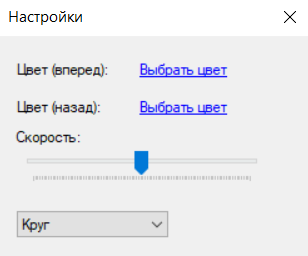 Настройки
Цвет (вперед): Выбрать цвет
Цвет (назад): Выбрать цвет
Скорость:
Круг